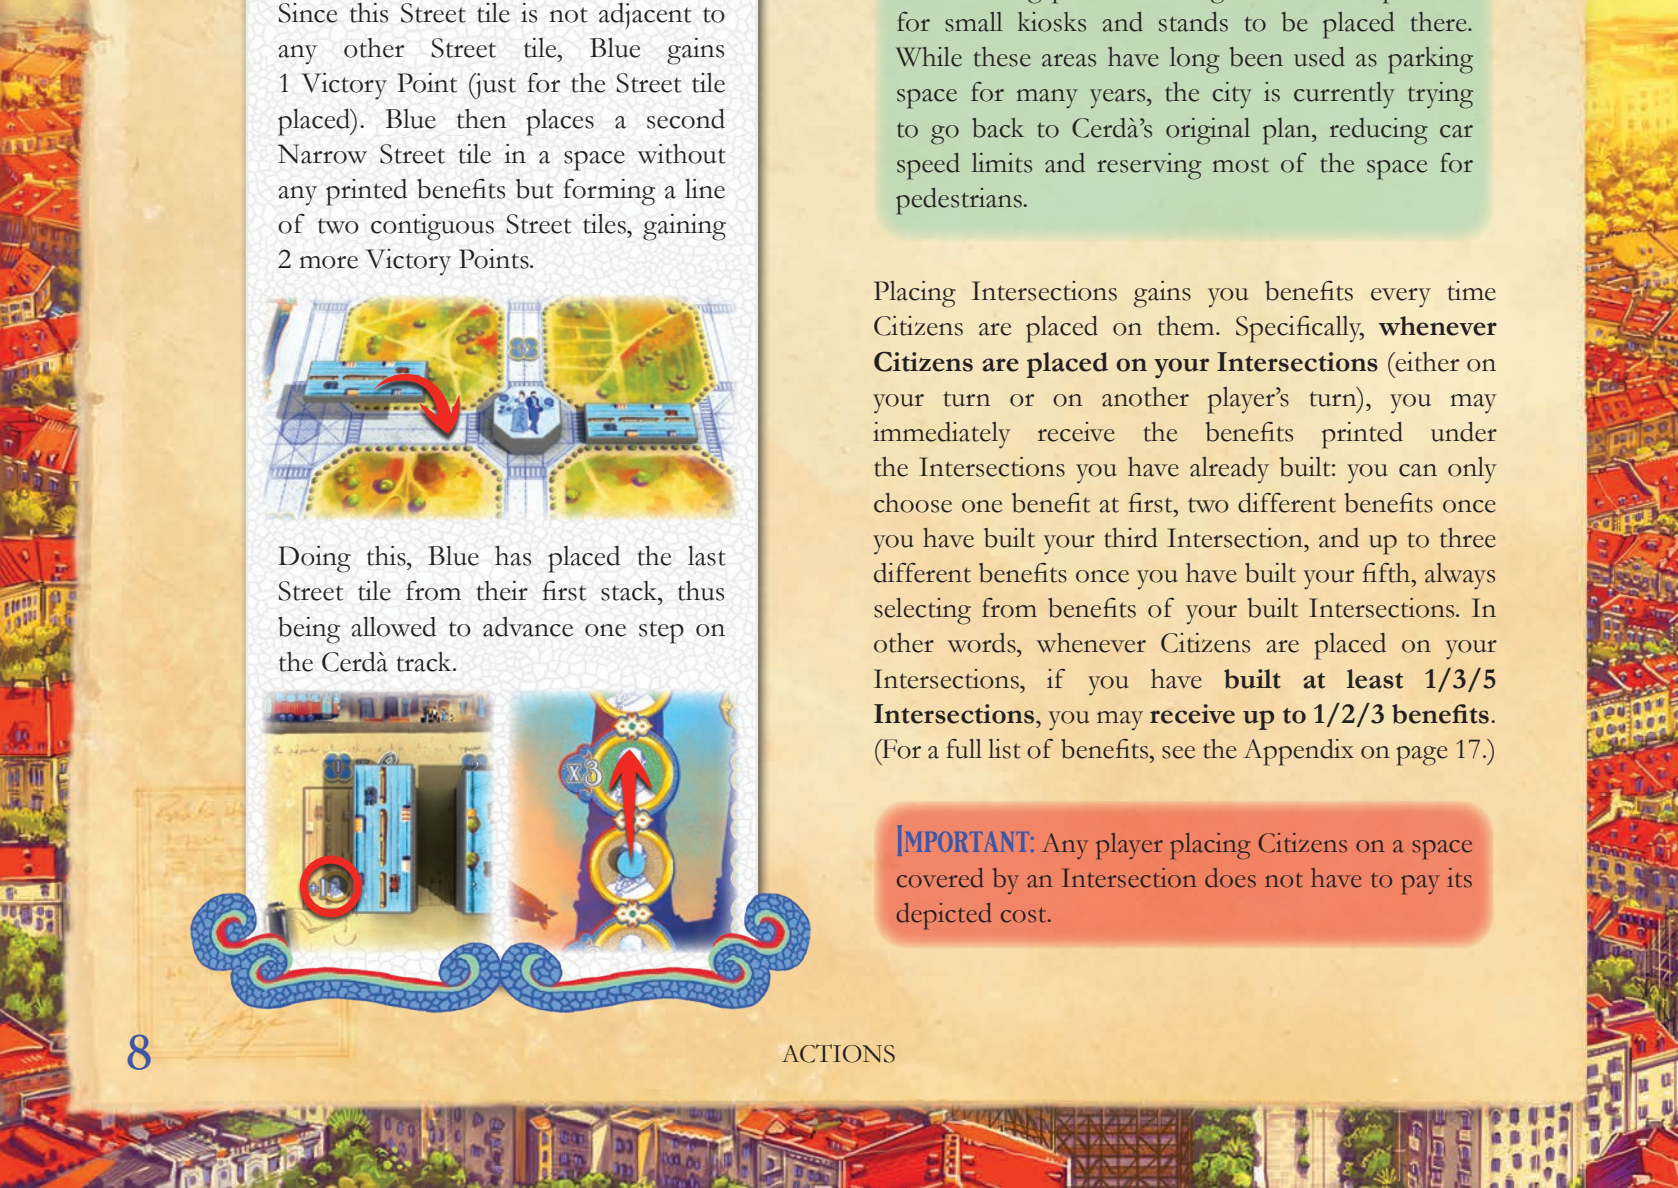 Since this Street tile is not adjacent to
any other Street tile, Blue gains
1 Victory Point (just for the Street tile
placed). Blue then places a second
Narrow Street tile in a space without
any printed benefits but forming a line
of two contiguous Street tiles, gaining
2 more Victory Points.
Doing this, Blue has placed the last
Street tile from their first stack, thus
being allowed to advance one step on
the Cerdà track.
x3
for small kiosks and stands to be placed there.
While these areas have long been used as parking
space for many years, the city is currently trying
to go back to Cerdà's original plan, reducing car
speed limits and reserving most of the space for
pedestrians.
Placing Intersections gains you benefits every time
Citizens are placed on them. Specifically, whenever
Citizens are placed on your Intersections (either on
your turn or on another player's turn), you may
immediately receive the benefits printed under
the Intersections you have already built: you can only
choose one benefit at first, two different benefits once
you have built your third Intersection, and up to three
different benefits once you have built your fifth, always
selecting from benefits of your built Intersections. In
other words, whenever Citizens are placed on your
Intersections, if you have built at least 1/3/5
Intersections, you may receive up to 1/2/3 benefits.
(For a full list of benefits, see the Appendix on page 17.)
IMPORTANT: Any player placing Citizens on a space
covered by an Intersection does not have to pay its
depicted cost.
8
ACTIONS